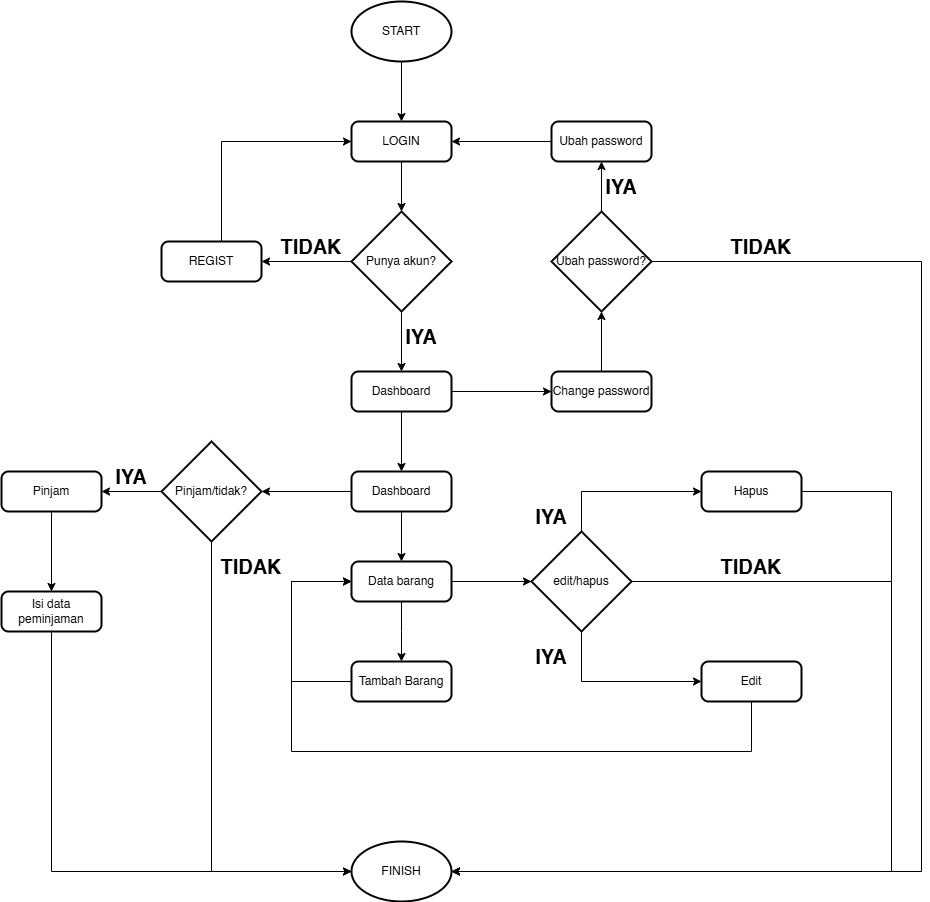 START
LOGIN
Ubah password
IYA
TIDAK
REGIST
Punya akun?
Ubah password?
TIDAK
IYA
Dashboard
Change password
Pinjam
IYA
Pinjam/tidak?
Dashboard
Hapus
IYA
TIDAK
Data barang
edit/hapus
TIDAK
Isi data
peminjaman
IYA
Tambah Barang
Edit
FINISH